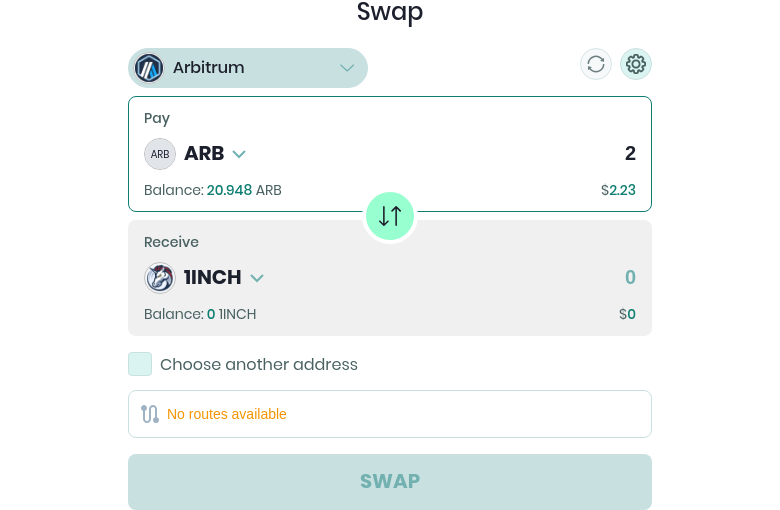 Swap
Arbitrum
Pay
ARB ARB 2
Balance: 20.948 ARB $2.23
Receive
1INCH 0
Balance: 0 1INCH $0
Choose another address
No routes available
SWAP